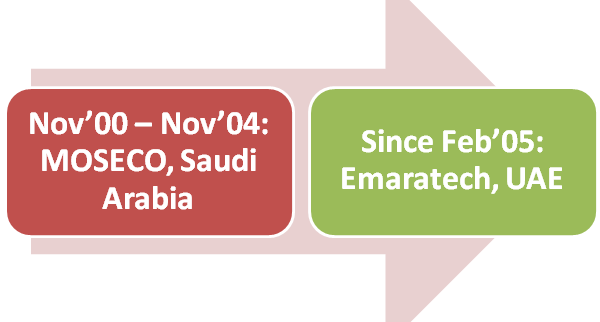 Nov’00 – Nov’04:
MOSECO, Saudi
Arabia
Since Feb’05:
Emaratech, UAE